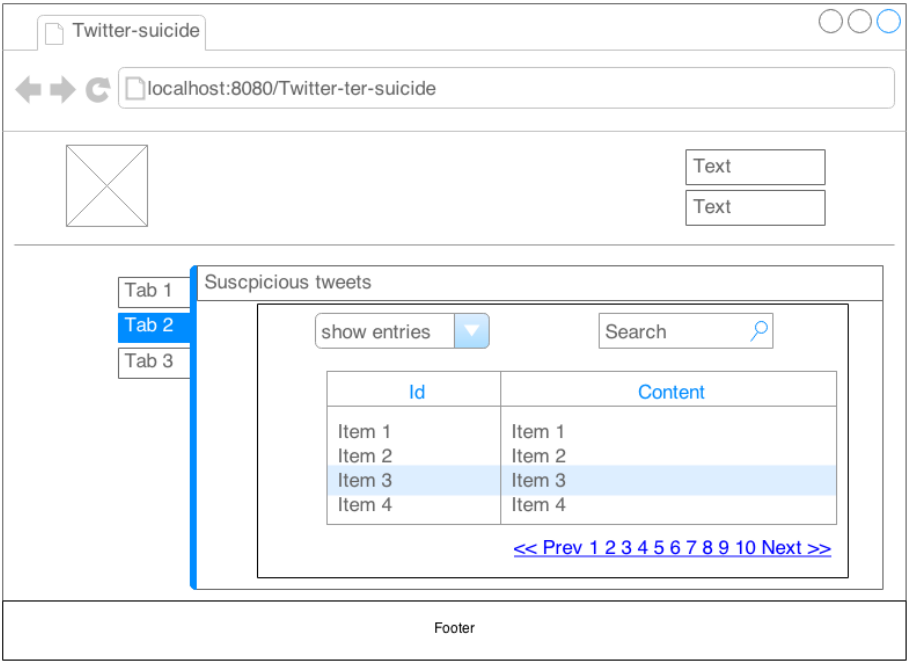 Twitter-suicide
localhost:8080/Twitter-ter-suicide
Text
Text
Tab 1
Tab 2
Tab 3
Suscpicious tweets
show entries Search
Id Content
Item 1 Item 1
Item 2 Item 2
Item 3 Item 3
Item 4 Item 4
<< Prev 1 2 3 4 5 6 7 8 9 10 Next >>
Footer